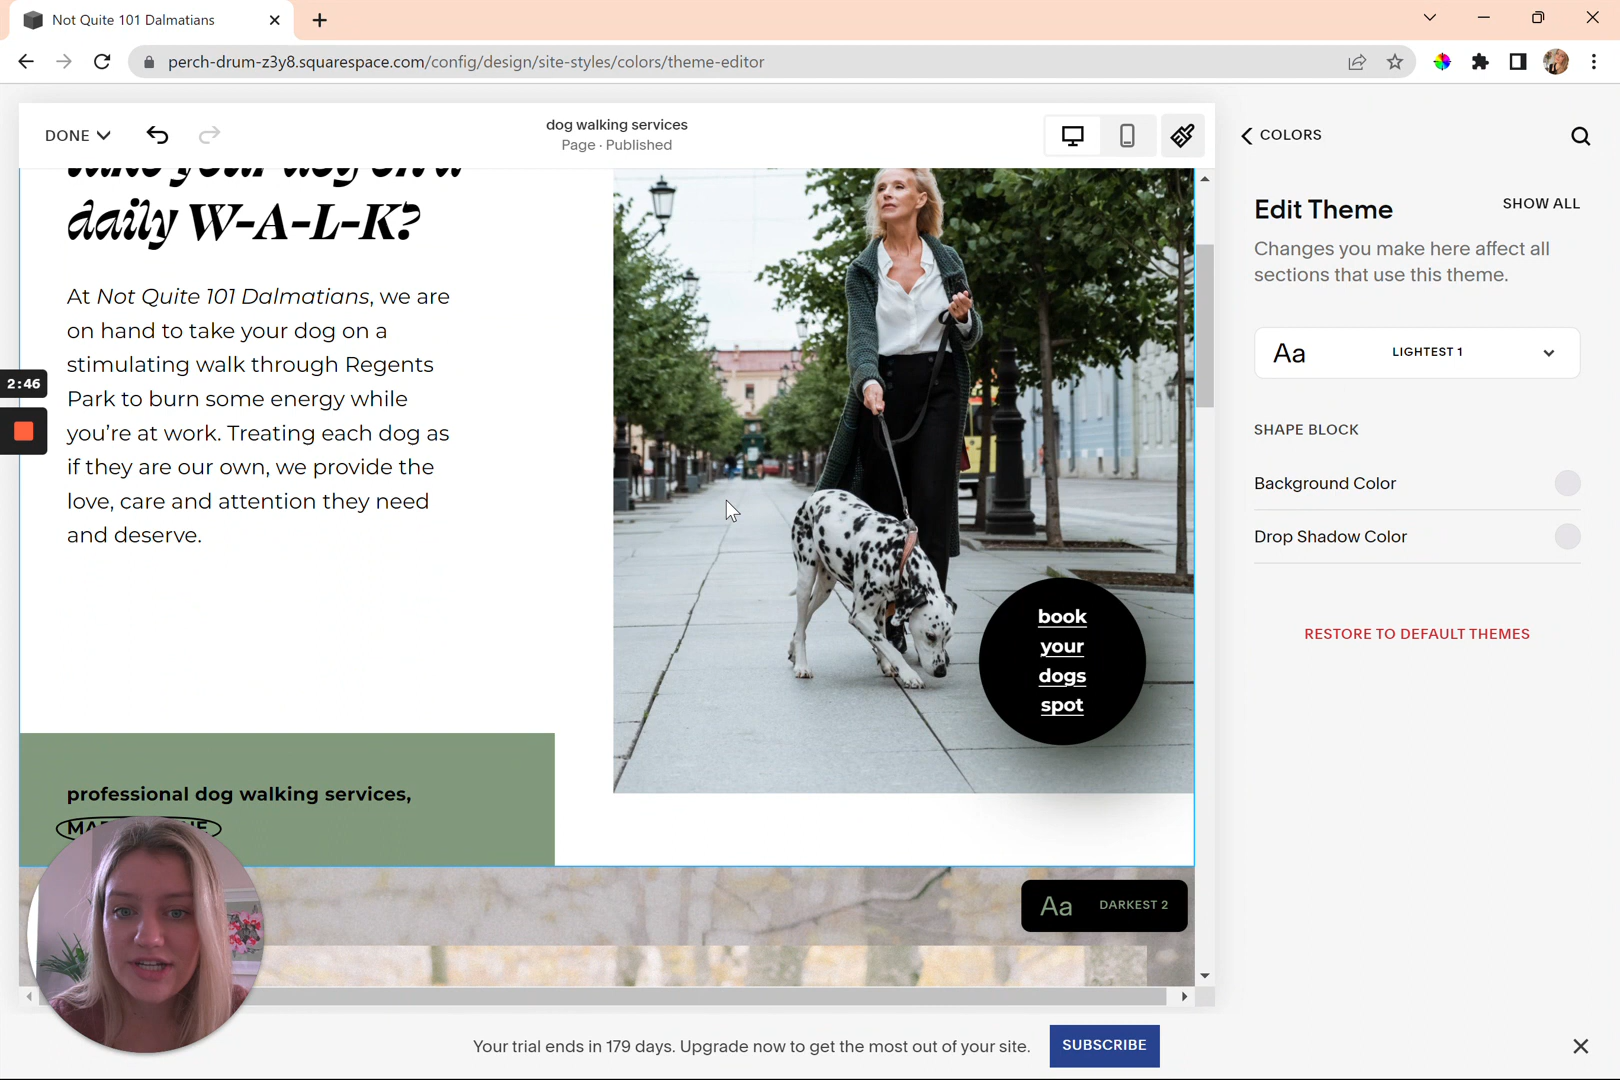 Not Quite 101 Dalmatians
perch-drum-z3y8.squarespace.com/config/design/site-styles/colors/theme-editor
DONE
dog walking services
Page · Published
COLORS
take your dog on a
daily W-A-L-K?
At Not Quite 101 Dalmatians, we are
on hand to take your dog on a
stimulating walk through Regents
Park to burn some energy while
you’re at work. Treating each dog as
if they are our own, we provide the
love, care and attention they need
and deserve.
2:46
book
your
dogs
spot
professional dog walking services,
Aa DARKEST 2
Edit Theme
SHOW ALL
Changes you make here affect all
sections that use this theme.
Aa LIGHTEST 1
SHAPE BLOCK
Background Color
Drop Shadow Color
RESTORE TO DEFAULT THEMES
Your trial ends in 179 days. Upgrade now to get the most out of your site.
SUBSCRIBE